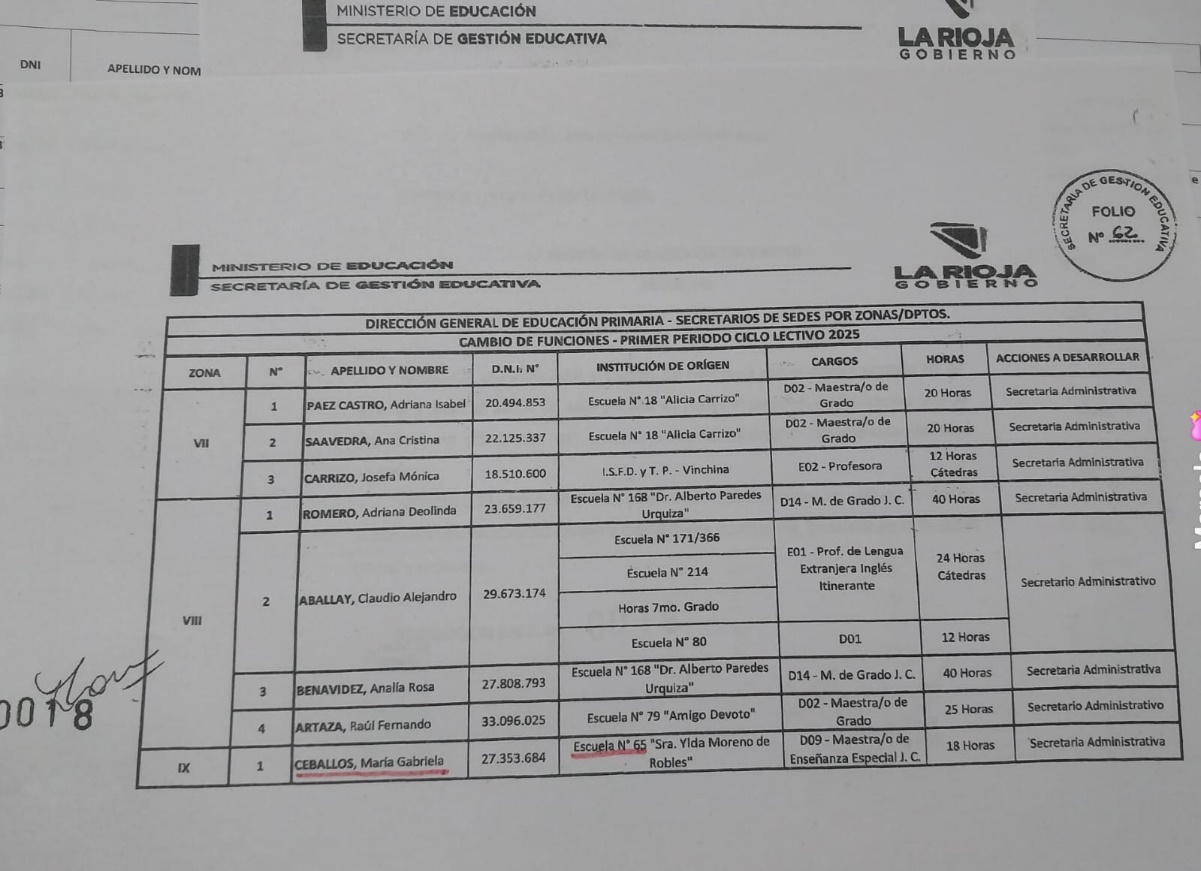 MINISTERIO DE EDUCACIÓN
SECRETARÍA DE GESTIÓN EDUCATIVA
LA RIOJA
GOBIERNO
DNI
APELLIDO Y NOM
SECRETARIA DE GESTION EDUCATIVA
FOLIO
Nº 62
MINISTERIO DE EDUCACIÓN
SECRETARÍA DE GESTIÓN EDUCATIVA
LA RIOJA
GOBIERNO
DIRECCIÓN GENERAL DE EDUCACIÓN PRIMARIA - SECRETARIOS DE SEDES POR ZONAS/DPTOS.
CAMBIO DE FUNCIONES - PRIMER PERIODO CICLO LECTIVO 2025
ZONA N° APELLIDO Y NOMBRE D.N.I. N° INSTITUCIÓN DE ORÍGEN CARGOS HORAS ACCIONES A DESARROLLAR
VII
1 PAEZ CASTRO, Adriana Isabel 20.494.853 Escuela N° 18 "Alicia Carrizo" D02 - Maestra/o de Grado 20 Horas Secretaria Administrativa
2 SAAVEDRA, Ana Cristina 22.125.337 Escuela N° 18 "Alicia Carrizo" D02 - Maestra/o de Grado 20 Horas Secretaria Administrativa
3 CARRIZO, Josefa Mónica 18.510.600 I.S.F.D. y T. P. - Vinchina E02 - Profesora 12 Horas Cátedras Secretaria Administrativa
VIII
1 ROMERO, Adriana Deolinda 23.659.177 Escuela N° 168 "Dr. Alberto Paredes Urquiza" D14 - M. de Grado J. C. 40 Horas Secretaria Administrativa
2 ABALLAY, Claudio Alejandro 29.673.174 Escuela N° 171/366 E01 - Prof. de Lengua Extranjera Inglés Itinerante 24 Horas Cátedras Secretario Administrativo
Escuela N° 214
Horas 7mo. Grado
Escuela N° 80 D01 12 Horas
3 BENAVIDEZ, Analía Rosa 27.808.793 Escuela N° 168 "Dr. Alberto Paredes Urquiza" D14 - M. de Grado J. C. 40 Horas Secretaria Administrativa
4 ARTAZA, Raúl Fernando 33.096.025 Escuela N° 79 "Amigo Devoto" D02 - Maestra/o de Grado 25 Horas Secretario Administrativo
IX
1 CEBALLOS, María Gabriela 27.353.684 Escuela N° 65 "Sra. Ylda Moreno de Robles" D09 - Maestra/o de Enseñanza Especial J. C. 18 Horas Secretaria Administrativa
0018